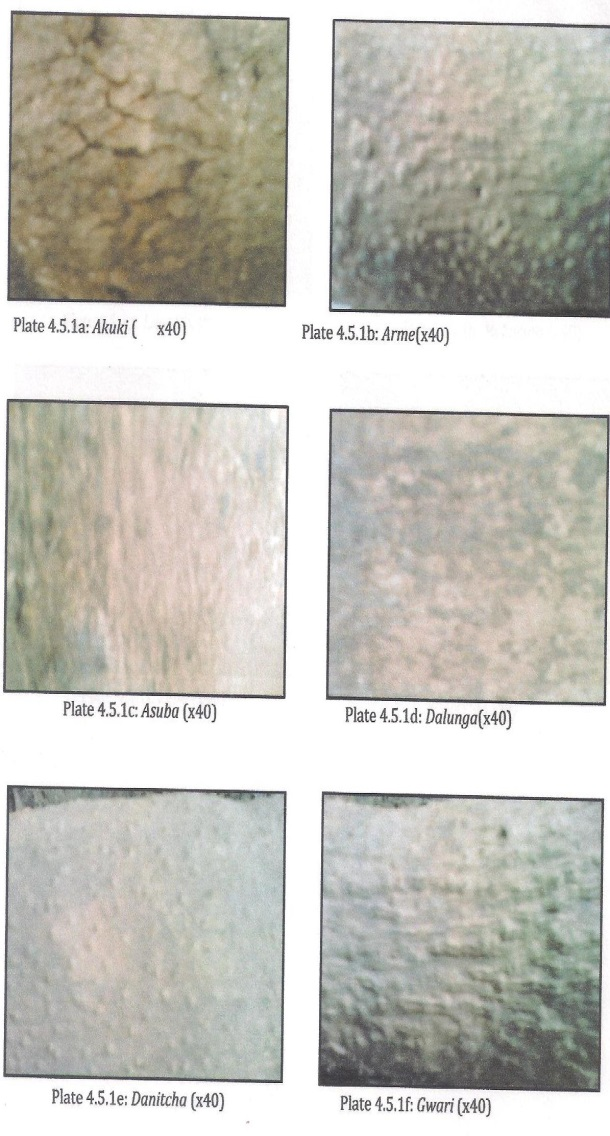 Plate 4.5.1a: Akuki ( x40)
Plate 4.5.1b: Arme(x40)
Plate 4.5.1c: Asuba (x40)
Plate 4.5.1d: Dalunga(x40)
Plate 4.5.1e: Danitcha (x40)
Plate 4.5.1f: Gwari (x40)